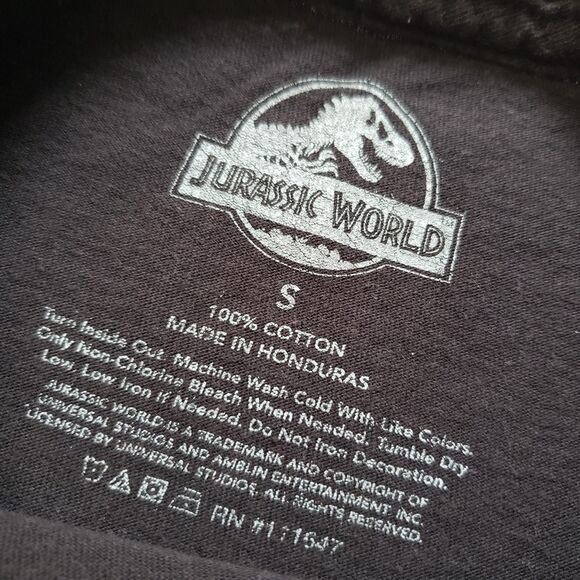 JURASSIC WORLD
S
100% COTTON
MADE IN HONDURAS
Turn Inside Out. Machine Wash Cold With Like Colors.
Only Non-Chlorine Bleach When Needed. Tumble Dry
Low, Low Iron If Needed. Do Not Iron Decoration.
JURASSIC WORLD IS A TRADEMARK AND COPYRIGHT OF
UNIVERSAL STUDIOS AND AMBLIN ENTERTAINMENT, INC.
LICENSED BY UNIVERSAL STUDIOS. ALL RIGHTS RESERVED.
RN #111547